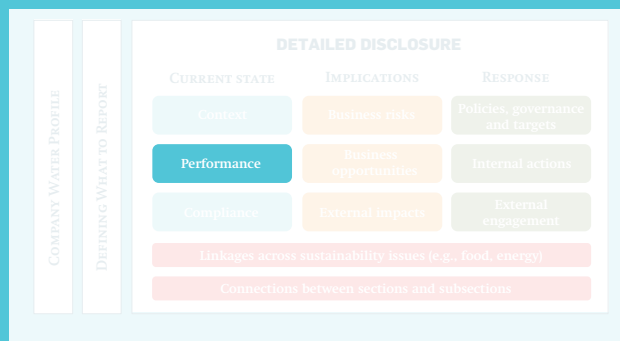 COMPANY WATER PROFILE
DEFINING WHAT TO REPORT
DETAILED DISCLOSURE
CURRENT STATE
IMPLICATIONS
RESPONSE
Context
Business risks
Policies, governance
and targets
Performance
Business
opportunities
Internal actions
Compliance
External impacts
External
engagement
Linkages across sustainability issues (e.g., food, energy)
Connections between sections and subsections